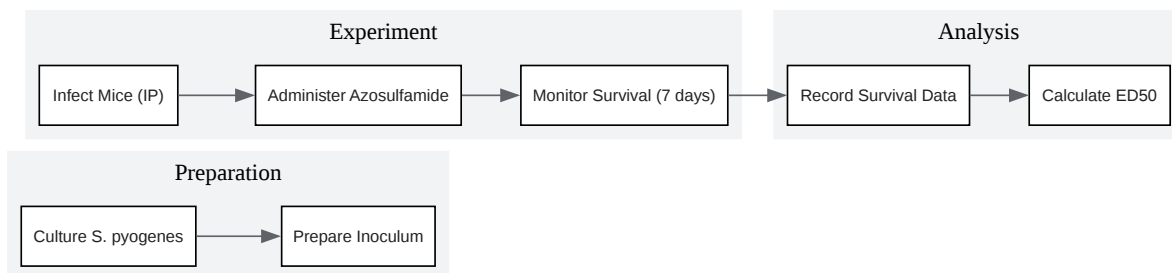 Experiment
Infect Mice (IP)
Administer Azosulfamide
Monitor Survival (7 days)
Analysis
Record Survival Data
Calculate ED50
Preparation
Culture S. pyogenes
Prepare Inoculum